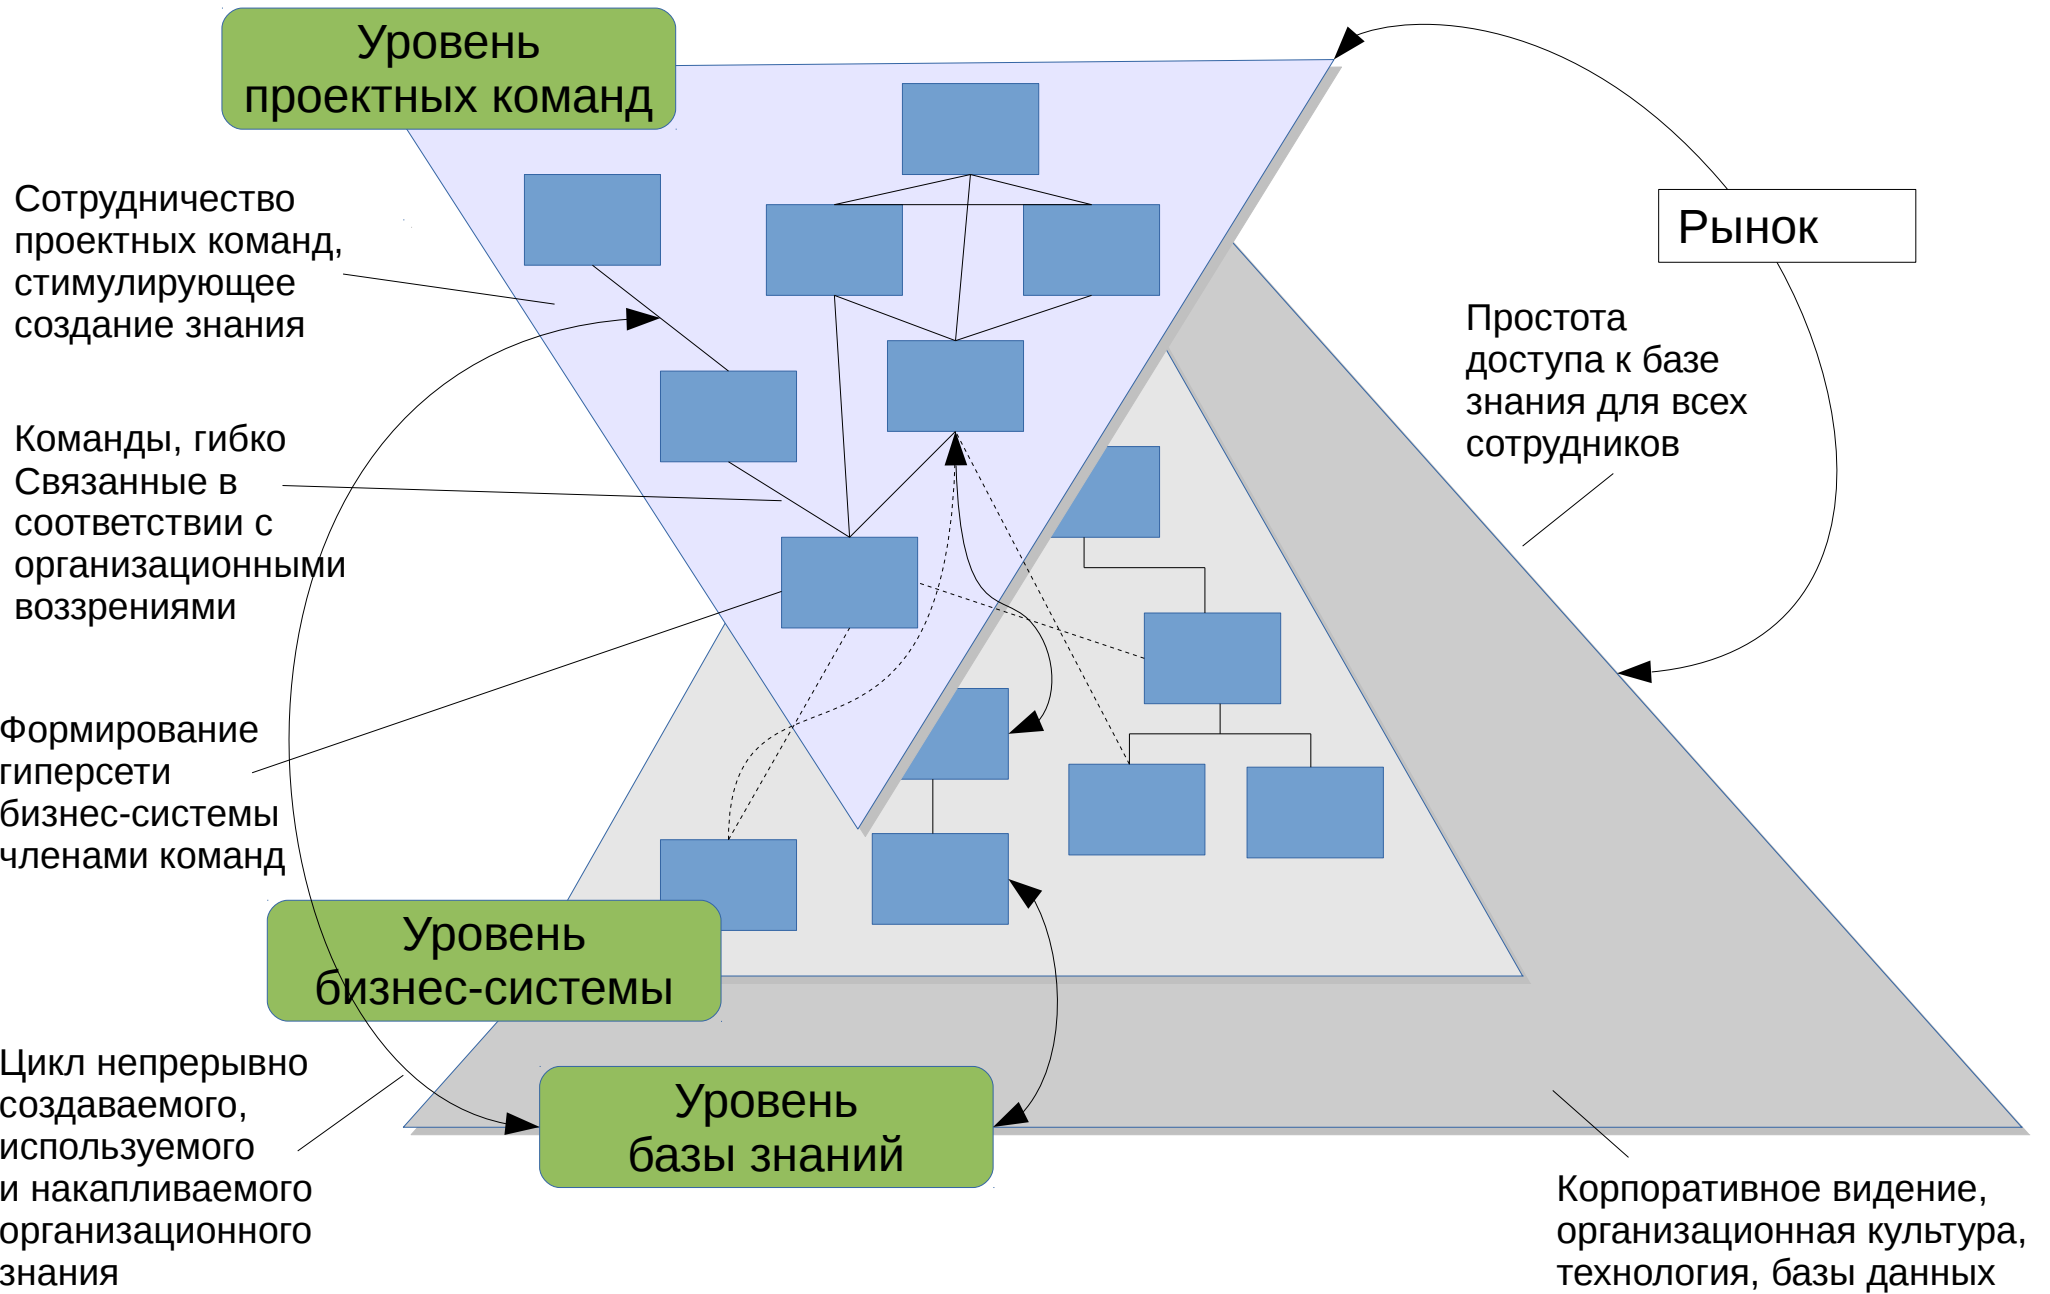 Уровень
проектных команд
Сотрудничество
проектных команд,
стимулирующее
создание знания
Рынок
Простота
доступа к базе
знания для всех
сотрудников
Команды, гибко
Связанные в
соответствии с
организационными
воззрениями
Формирование
гиперсети
бизнес-системы
членами команд
Уровень
бизнес-системы
Цикл непрерывно
создаваемого,
используемого
и накапливаемого
организационного
знания
Уровень
базы знаний
Корпоративное видение,
организационная культура,
технология, базы данных